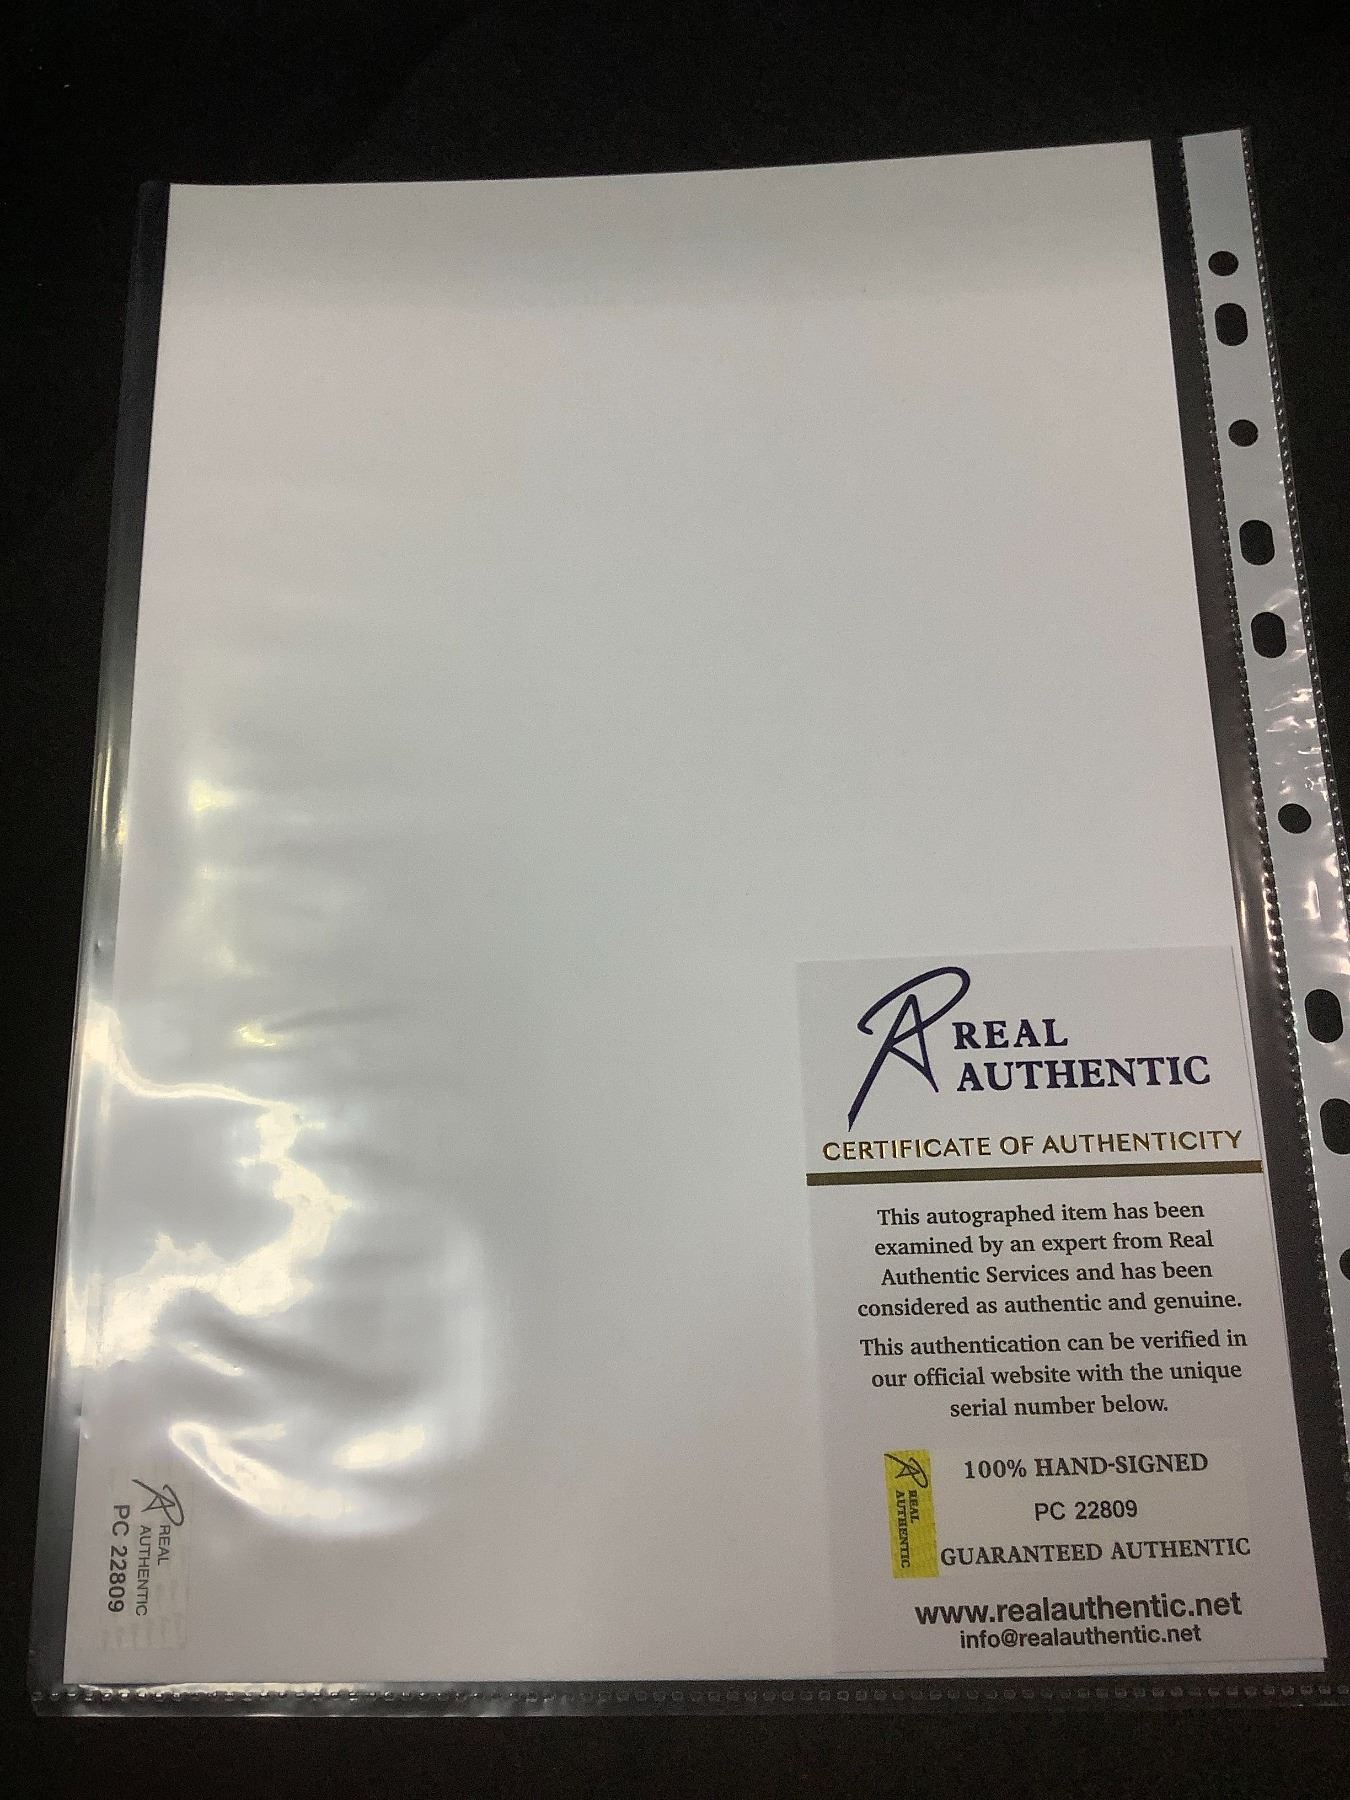 REAL
AUTHENTIC
CERTIFICATE OF AUTHENTICITY
This autographed item has been
examined by an expert from Real
Authentic Services and has been
considered as authentic and genuine.
This authentication can be verified in
our official website with the unique
serial number below.
REAL
AUTHENTIC
100% HAND-SIGNED
PC 22809
GUARANTEED AUTHENTIC
www.realauthentic.net
info@realauthentic.net
REAL
AUTHENTIC
PC 22809